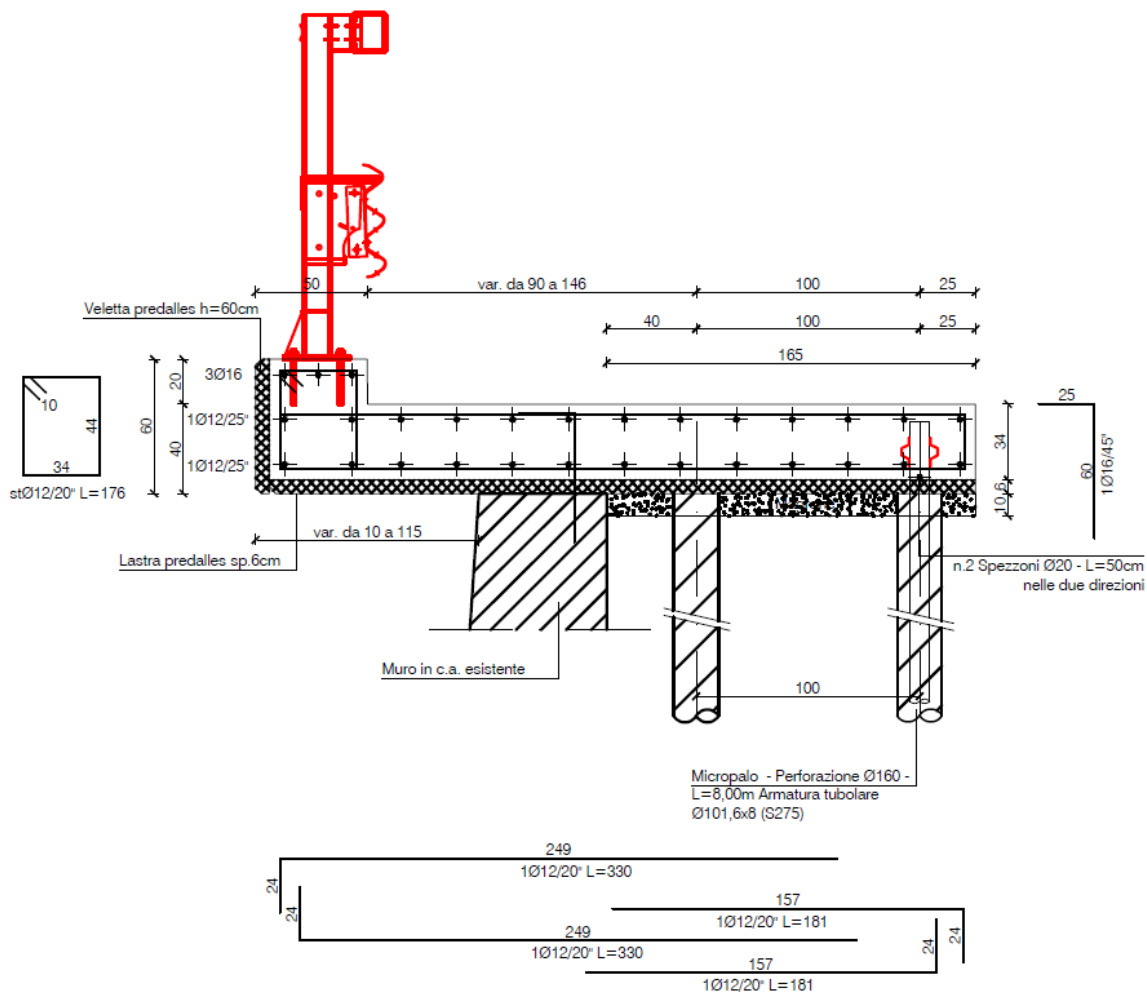 50
var. da 90 a 146
100
25
Veletta predalles h=60cm
40
100
25
165
3Ø16
20
25
10
44
60
1Ø12/25"
34
60
1Ø16/45"
40
34
1Ø12/25"
6
stØ12/20" L=176
10
var. da 10 a 115
Lastra predalles sp.6cm
n.2 Spezzoni Ø20 - L=50cm
nelle due direzioni
Muro in c.a. esistente
100
Micropalo - Perforazione Ø160 -
L=8,00m Armatura tubolare
Ø101,6x8 (S275)
249
1Ø12/20" L=330
24
157
24
1Ø12/20" L=181
24
249
1Ø12/20" L=330
24
157
1Ø12/20" L=181